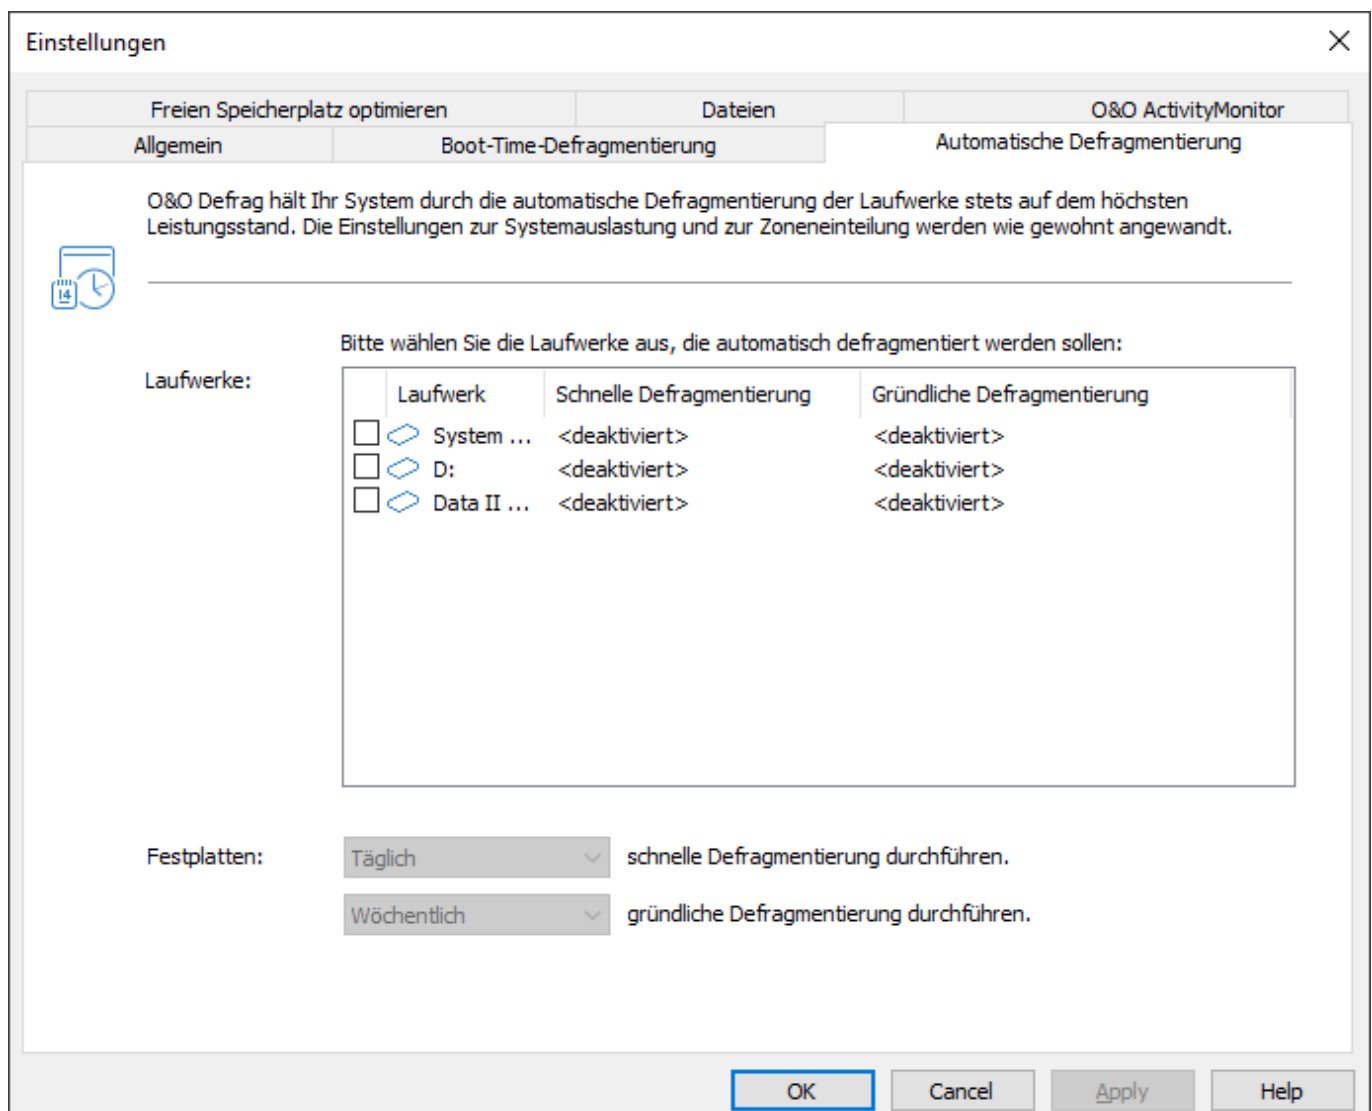 Einstellungen
Freien Speicherplatz optimieren Dateien O&O ActivityMonitor
Allgemein Boot-Time-Defragmentierung Automatische Defragmentierung
O&O Defrag hält Ihr System durch die automatische Defragmentierung der Laufwerke stets auf dem höchsten
Leistungsstand. Die Einstellungen zur Systemauslastung und zur Zoneneinteilung werden wie gewohnt angewandt.
14
Bitte wählen Sie die Laufwerke aus, die automatisch defragmentiert werden sollen:
Laufwerke:
Laufwerk Schnelle Defragmentierung Gründliche Defragmentierung
System ... <deaktiviert> <deaktiviert>
D: <deaktiviert> <deaktiviert>
Data II ... <deaktiviert> <deaktiviert>
Festplatten: Täglich schnelle Defragmentierung durchführen.
Wöchentlich gründliche Defragmentierung durchführen.
OK Cancel Apply Help